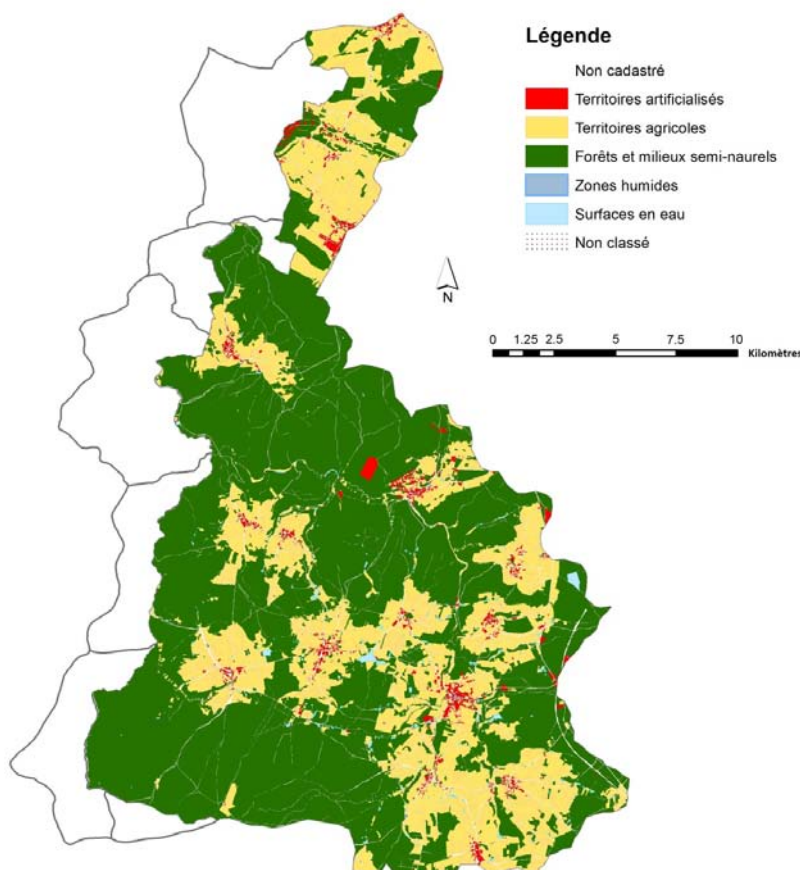 Légende
Non cadastré
Territoires artificialisés
Territoires agricoles
Forêts et milieux semi-naurels
Zones humides
Surfaces en eau
Non classé
N
0 1.25 2.5 5 7.5 10
Kilomètres